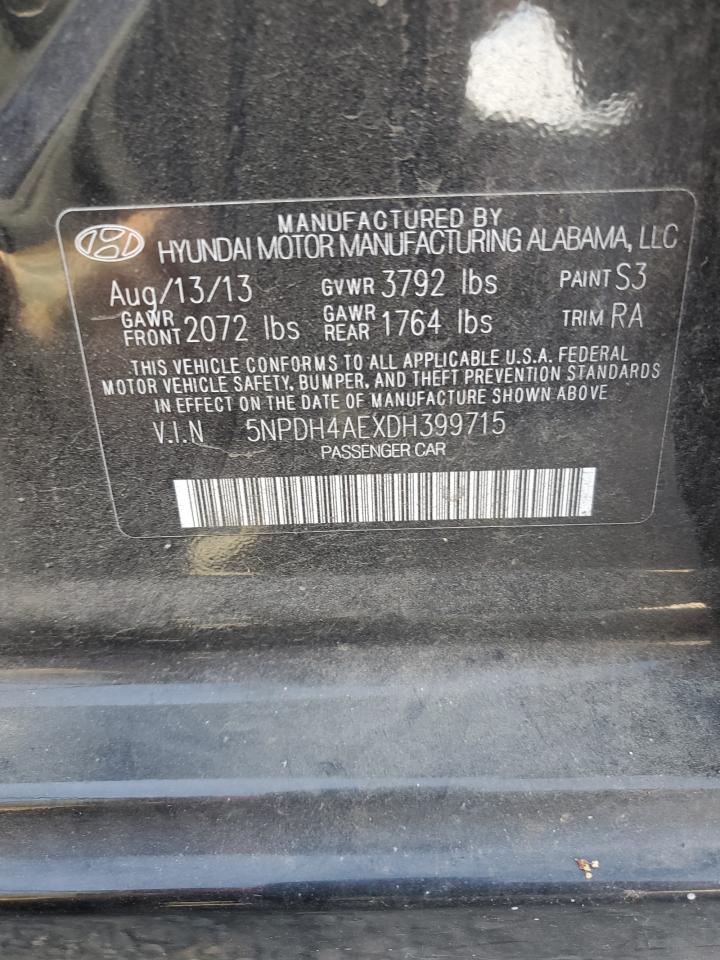 MANUFACTURED BY
HYUNDAI MOTOR MANUFACTURING ALABAMA, LLC
Aug/13/13 GVWR 3792 lbs PAINT S3
GAWR FRONT 2072 lbs GAWR REAR 1764 lbs TRIM RA
THIS VEHICLE CONFORMS TO ALL APPLICABLE U.S.A. FEDERAL
MOTOR VEHICLE SAFETY, BUMPER, AND THEFT PREVENTION STANDARDS
IN EFFECT ON THE DATE OF MANUFACTURE SHOWN ABOVE
V.I.N 5NPDH4AEXDH399715
PASSENGER CAR